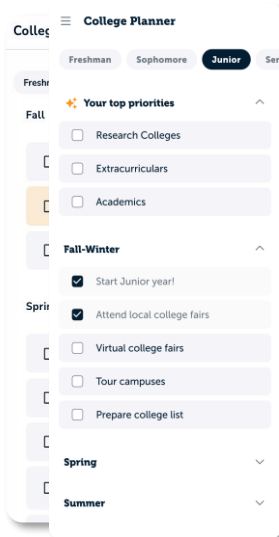 College Planner
Freshman Sophomore Junior
Your top priorities
Research Colleges
Extracurriculars
Academics
Fall-Winter
Start Junior year!
Attend local college fairs
Virtual college fairs
Tour campuses
Prepare college list
Spring
Summer
Fall